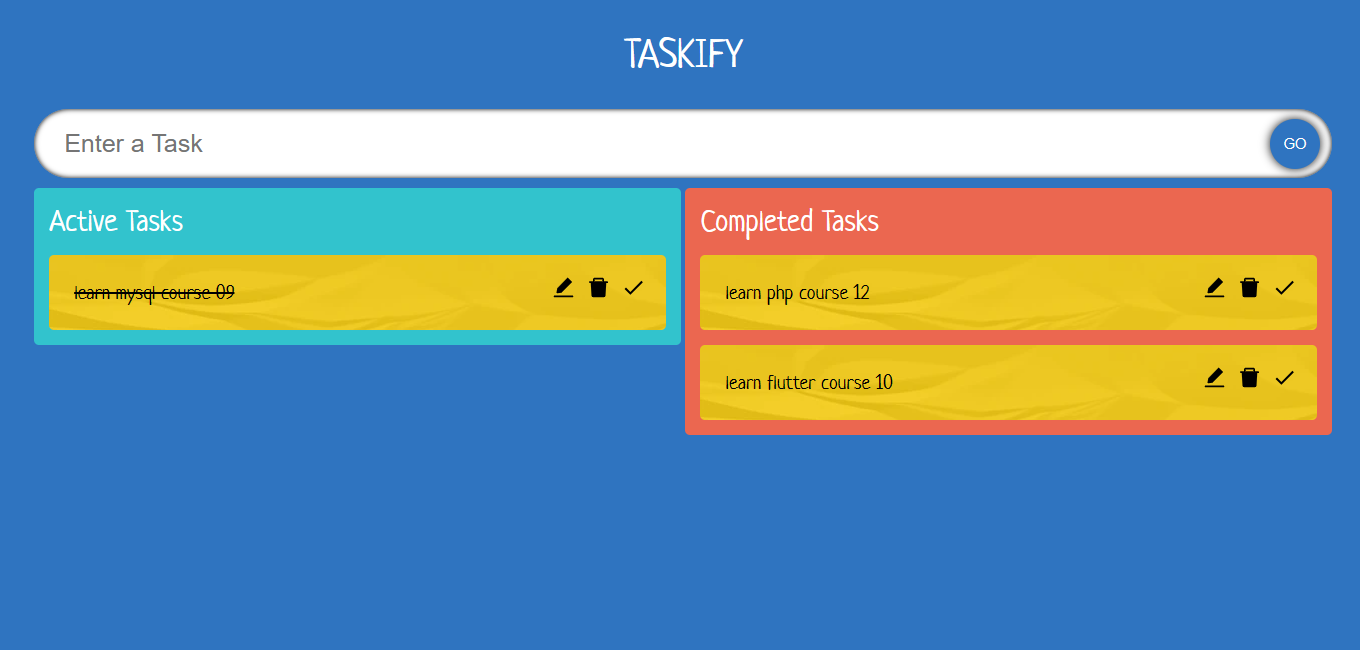 TASKIFY
Enter a Task
GO
Active Tasks
learn mysql course 09
Completed Tasks
learn php course 12
learn flutter course 10